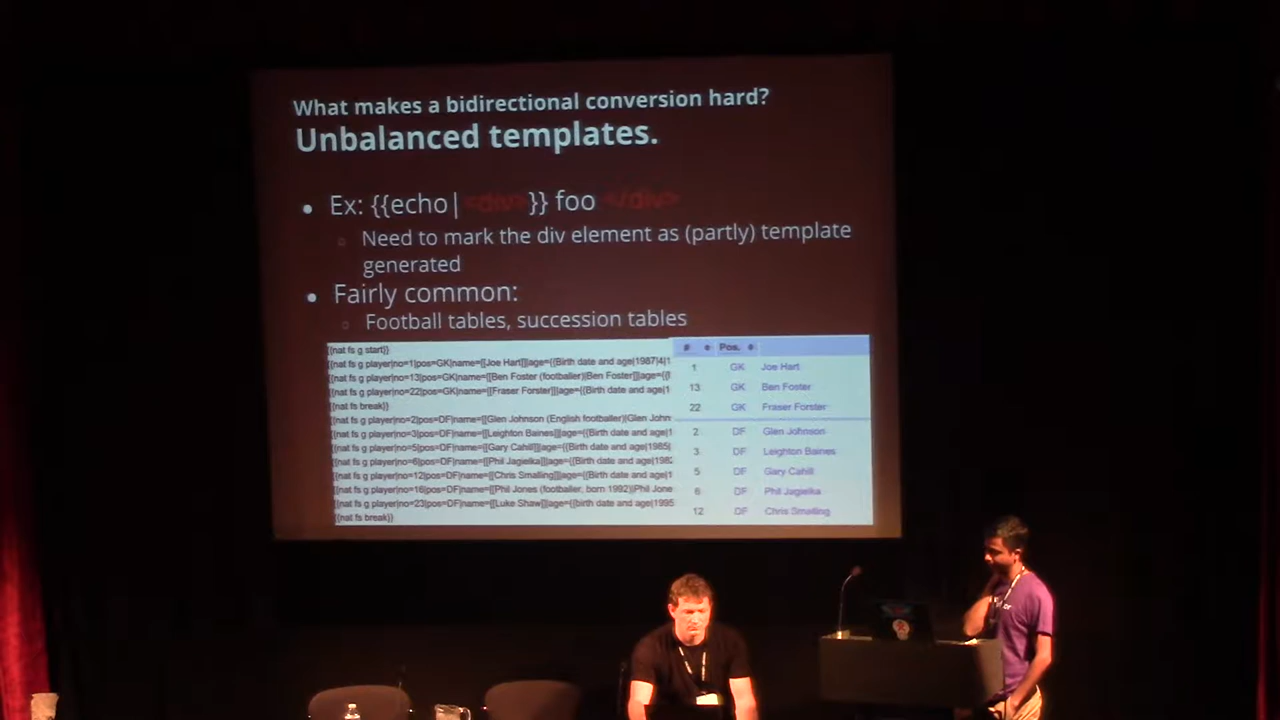 What makes a bidirectional conversion hard?
Unbalanced templates.
Ex: {{echo|<div>}} foo </div>
Need to mark the div element as (partly) template
generated
Fairly common:
Football tables, succession tables
{{nat fs g start}}
{{nat fs g player|no=1|pos=GK|name=[[Joe Hart]]|age={{Birth date and age|1987|4|1
{{nat fs g player|no=13|pos=GK|name=[[Ben Foster (footballer)|Ben Foster]]|age={{
{{nat fs g player|no=22|pos=GK|name=[[Fraser Forster]]|age={{Birth date and age|1
{{nat fs break}}
{{nat fs g player|no=2|pos=DF|name=[[Glen Johnson (English footballer)|Glen John
{{nat fs g player|no=3|pos=DF|name=[[Leighton Baines]]|age={{Birth date and age|1
{{nat fs g player|no=5|pos=DF|name=[[Gary Cahill]]|age={{Birth date and age|1985|
{{nat fs g player|no=6|pos=DF|name=[[Phil Jagielka]]|age={{Birth date and age|198
{{nat fs g player|no=12|pos=DF|name=[[Chris Smalling]]|age={{Birth date and age|1
{{nat fs g player|no=16|pos=DF|name=[[Phil Jones (footballer, born 1992)|Phil Jone
{{nat fs g player|no=23|pos=DF|name=[[Luke Shaw]]|age={{birth date and age|1995
{{nat fs break}}
# Pos.
1 GK Joe Hart
13 GK Ben Foster
22 GK Fraser Forster
2 DF Glen Johnson
3 DF Leighton Baines
5 DF Gary Cahill
6 DF Phil Jagielka
12 DF Chris Smalling